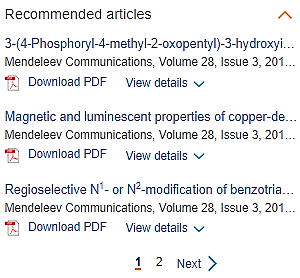 Recommended articles
3-(4-Phosphoryl-4-methyl-2-oxopentyl)-3-hydroxyi…
Mendeleev Communications, Volume 28, Issue 3, 201…
Download PDF View details
Magnetic and luminescent properties of copper-de…
Mendeleev Communications, Volume 28, Issue 3, 201…
Download PDF View details
Regioselective N¹- or N²-modification of benzotria…
Mendeleev Communications, Volume 28, Issue 3, 201…
Download PDF View details
1 2 Next